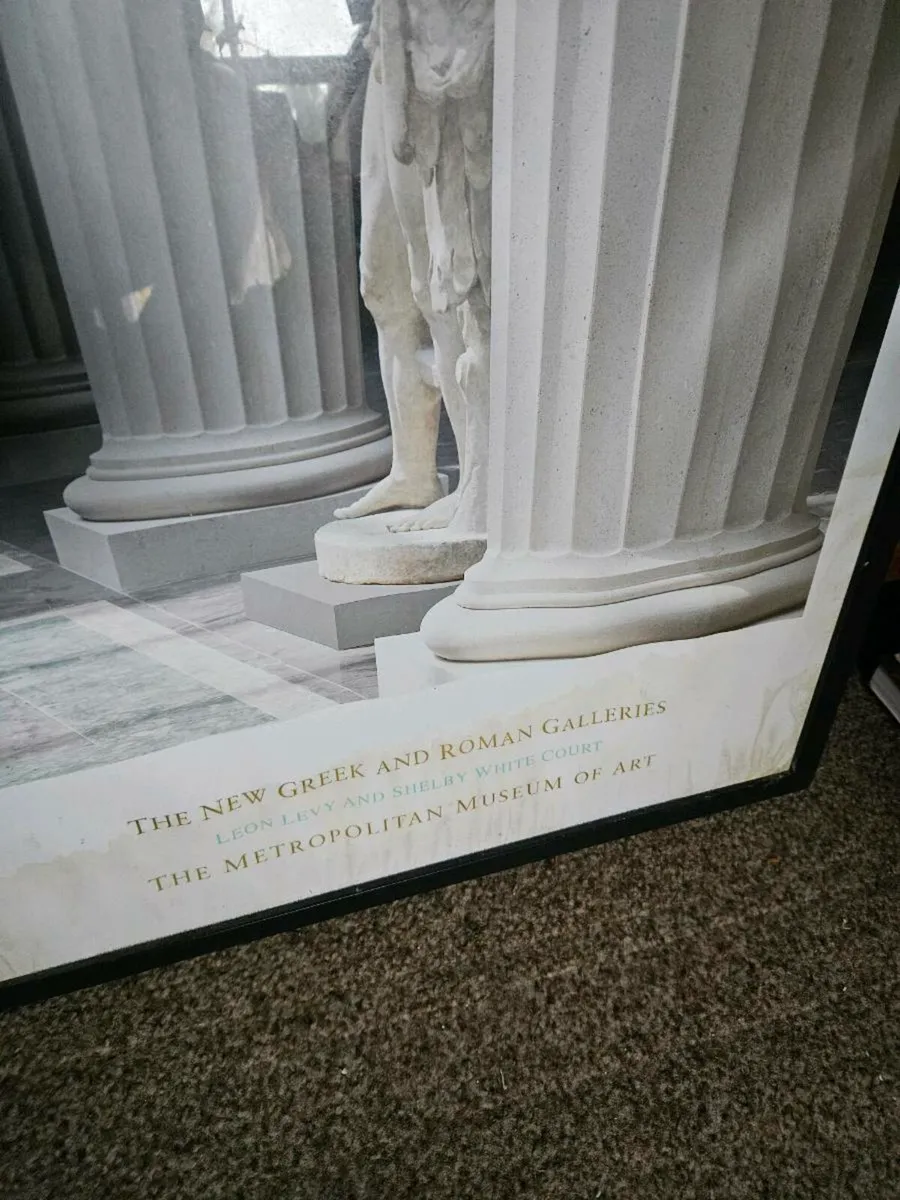 THE NEW GREEK AND ROMAN GALLERIES
LEON LEVY AND SHELBY WHITE COURT
THE METROPOLITAN MUSEUM OF ART